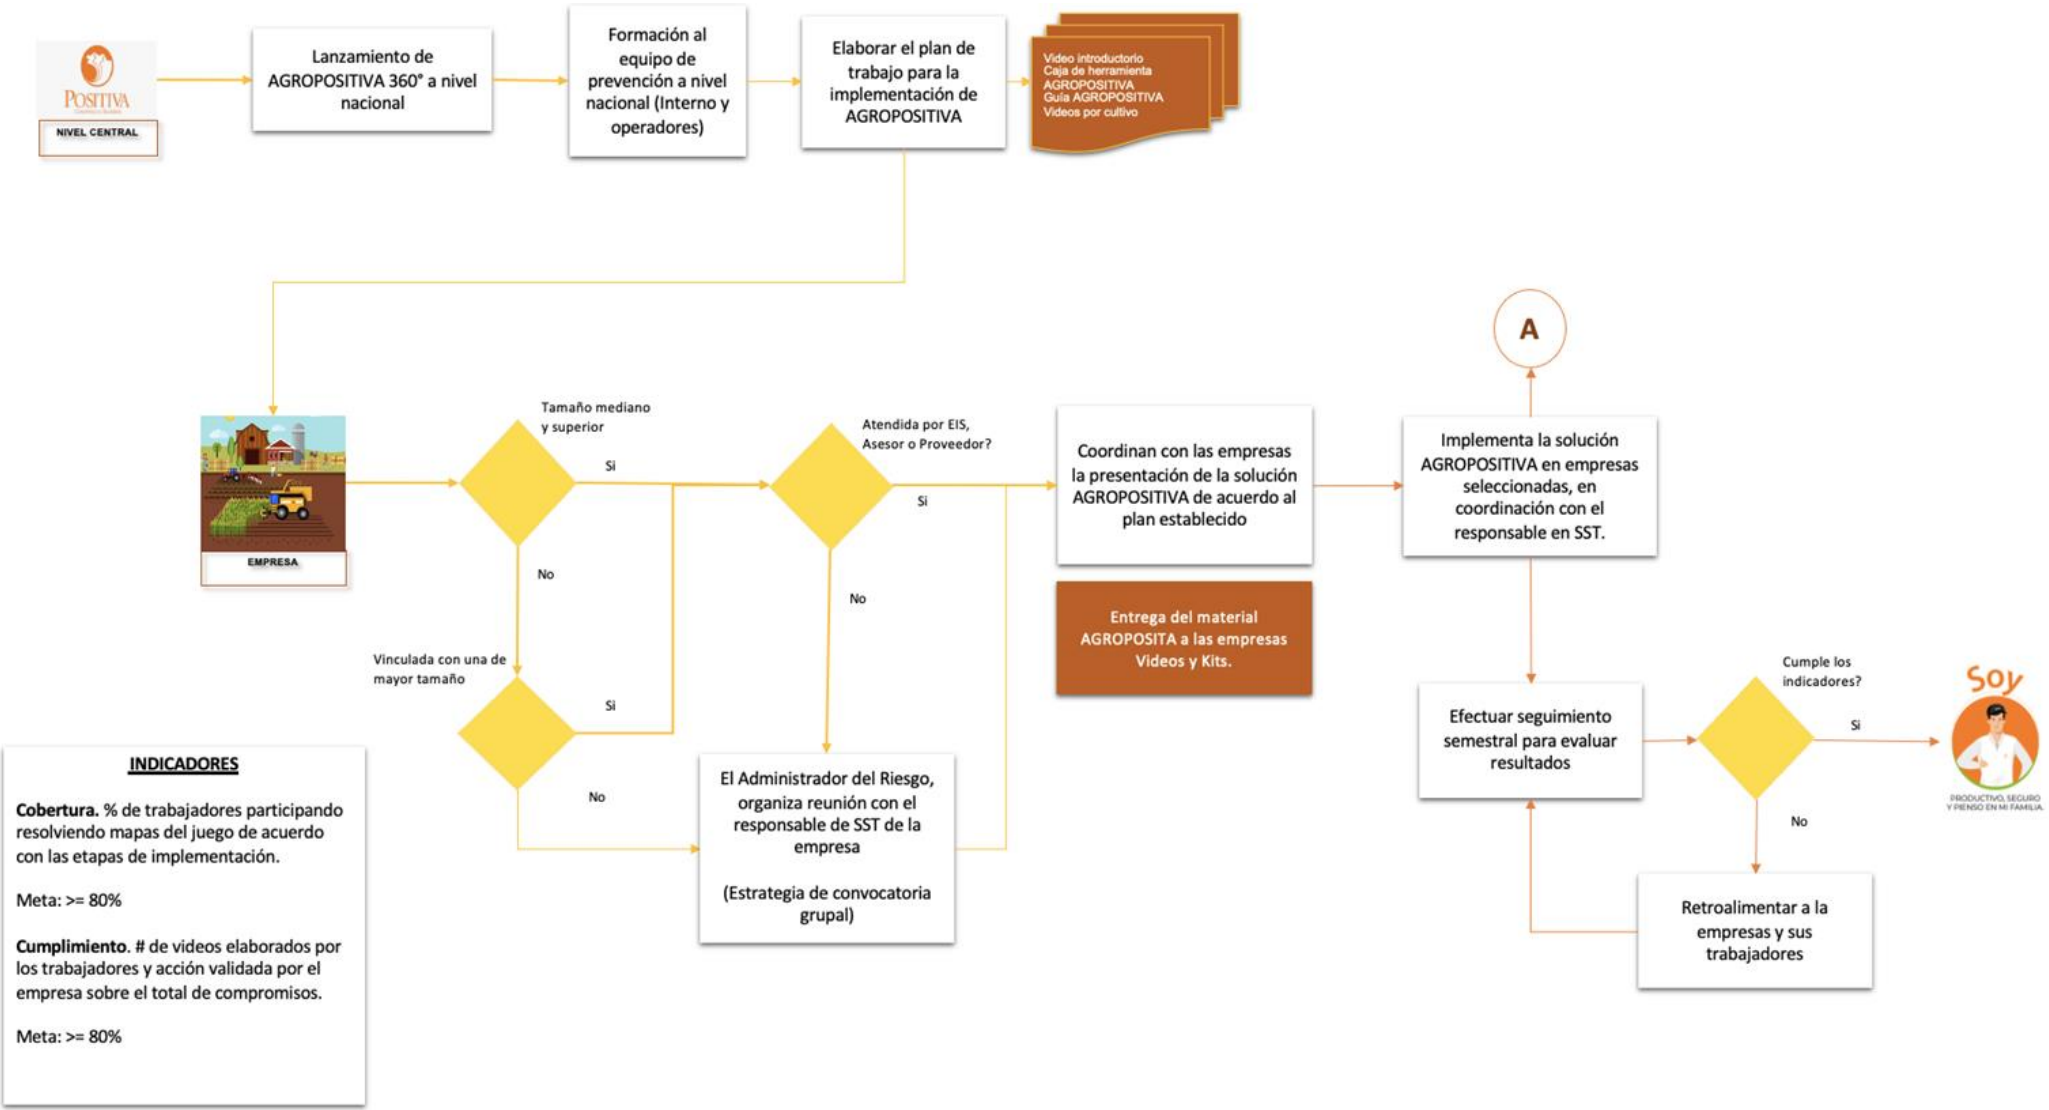 POSITIVA
NIVEL CENTRAL
Lanzamiento de
AGROPOSITIVA 360° a nivel
nacional
Formación al
equipo de
prevención a nivel
nacional (Interno y
operadores)
Elaborar el plan de
trabajo para la
implementación de
AGROPOSITIVA
Video introductorio
Caja de herramienta
AGROPOSITIVA
Guía AGROPOSITIVA
Videos por cultivo
A
EMPRESA
Tamaño mediano
y superior
Si
No
Atendida por EIS,
Asesor o Proveedor?
Si
No
Coordinan con las empresas
la presentación de la solución
AGROPOSITIVA de acuerdo al
plan establecido
Implementa la solución
AGROPOSITIVA en empresas
seleccionadas, en
coordinación con el
responsable en SST.
Entrega del material
AGROPOSITA a las empresas
Videos y Kits.
Vinculada con una de
mayor tamaño
Si
No
El Administrador del Riesgo,
organiza reunión con el
responsable de SST de la
empresa
(Estrategia de convocatoria
grupal)
Efectuar seguimiento
semestral para evaluar
resultados
Cumple los
indicadores?
Si
No
Soy
PRODUCTIVO, SEGURO
Y PIENSO EN MI FAMILIA.
Retroalimentar a la
empresas y sus
trabajadores
INDICADORES
Cobertura. % de trabajadores participando
resolviendo mapas del juego de acuerdo
con las etapas de implementación.
Meta: >= 80%
Cumplimiento. # de videos elaborados por
los trabajadores y acción validada por el
empresa sobre el total de compromisos.
Meta: >= 80%